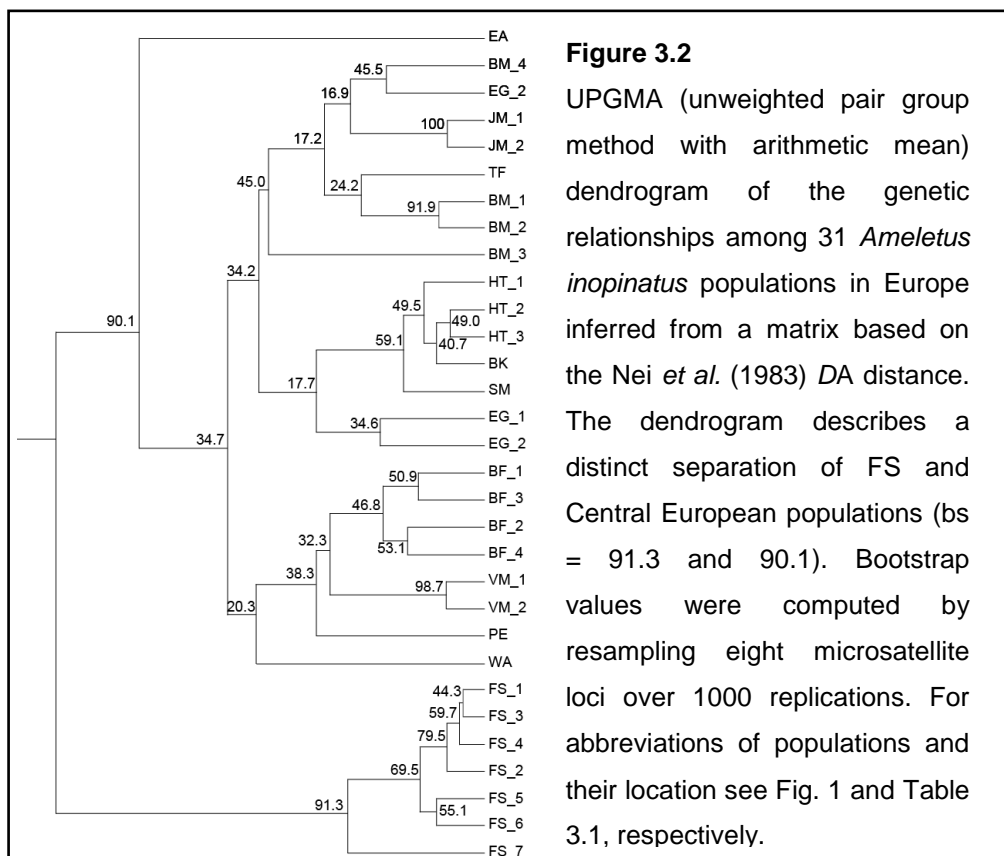 EA
BM_4
45.5
EG_2
16.9
JM_1
100
JM_2
17.2
TF
45.0
24.2
BM_1
91.9
BM_2
BM_3
34.2
HT_1
49.5
HT_2
49.0
90.1
HT_3
59.1
40.7
BK
SM
17.7
EG_1
34.6
34.7
EG_2
BF_1
50.9
BF_3
46.8
BF_2
32.3
53.1
BF_4
38.3
VM_1
98.7
20.3
VM_2
PE
WA
FS_1
44.3
59.7
FS_3
79.5
FS_4
69.5
FS_2
FS_5
55.1
91.3
FS_6
FS_7
Figure 3.2
UPGMA (unweighted pair group
method with arithmetic mean)
dendrogram of the genetic
relationships among 31 Ameletus
inopinatus populations in Europe
inferred from a matrix based on
the Nei et al. (1983) DA distance.
The dendrogram describes a
distinct separation of FS and
Central European populations (bs
= 91.3 and 90.1). Bootstrap
values were computed by
resampling eight microsatellite
loci over 1000 replications. For
abbreviations of populations and
their location see Fig. 1 and Table
3.1, respectively.